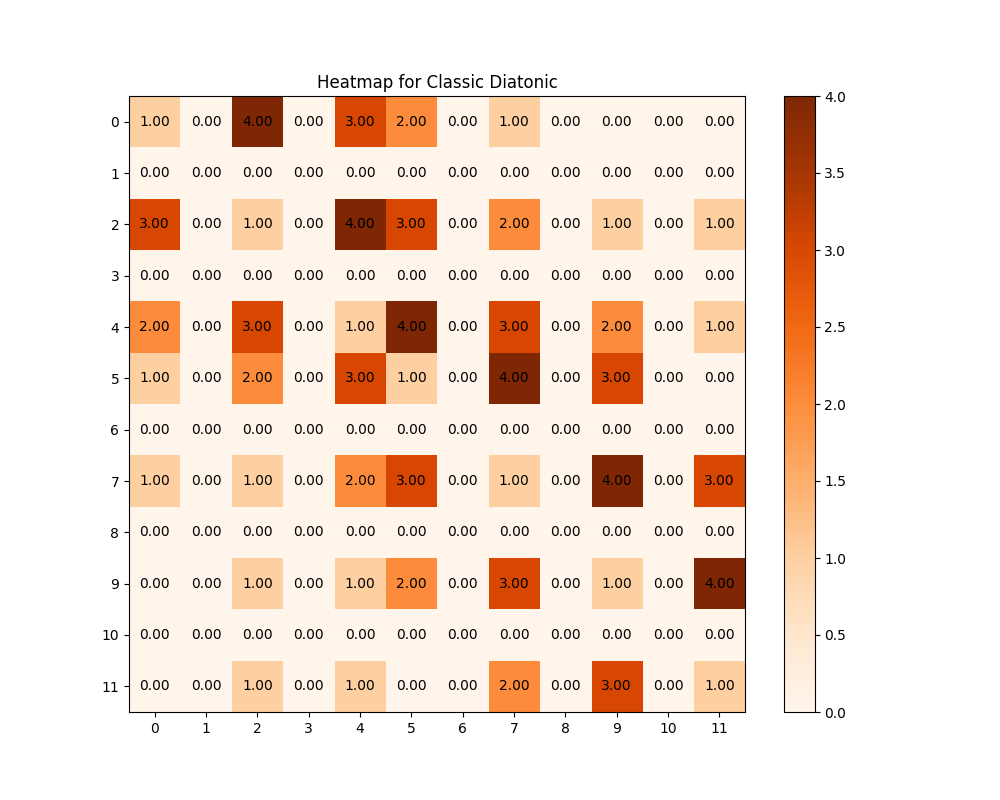 Heatmap for Classic Diatonic
0 1.00 0.00 4.00 0.00 3.00 2.00 0.00 1.00 0.00 0.00 0.00 0.00
1 0.00 0.00 0.00 0.00 0.00 0.00 0.00 0.00 0.00 0.00 0.00 0.00
2 3.00 0.00 1.00 0.00 4.00 3.00 0.00 2.00 0.00 1.00 0.00 1.00
3 0.00 0.00 0.00 0.00 0.00 0.00 0.00 0.00 0.00 0.00 0.00 0.00
4 2.00 0.00 3.00 0.00 1.00 4.00 0.00 3.00 0.00 2.00 0.00 1.00
5 1.00 0.00 2.00 0.00 3.00 1.00 0.00 4.00 0.00 3.00 0.00 0.00
6 0.00 0.00 0.00 0.00 0.00 0.00 0.00 0.00 0.00 0.00 0.00 0.00
7 1.00 0.00 1.00 0.00 2.00 3.00 0.00 1.00 0.00 4.00 0.00 3.00
8 0.00 0.00 0.00 0.00 0.00 0.00 0.00 0.00 0.00 0.00 0.00 0.00
9 0.00 0.00 1.00 0.00 1.00 2.00 0.00 3.00 0.00 1.00 0.00 4.00
10 0.00 0.00 0.00 0.00 0.00 0.00 0.00 0.00 0.00 0.00 0.00 0.00
11 0.00 0.00 1.00 0.00 1.00 0.00 0.00 2.00 0.00 3.00 0.00 1.00
0 1 2 3 4 5 6 7 8 9 10 11
4.0
3.5
3.0
2.5
2.0
1.5
1.0
0.5
0.0